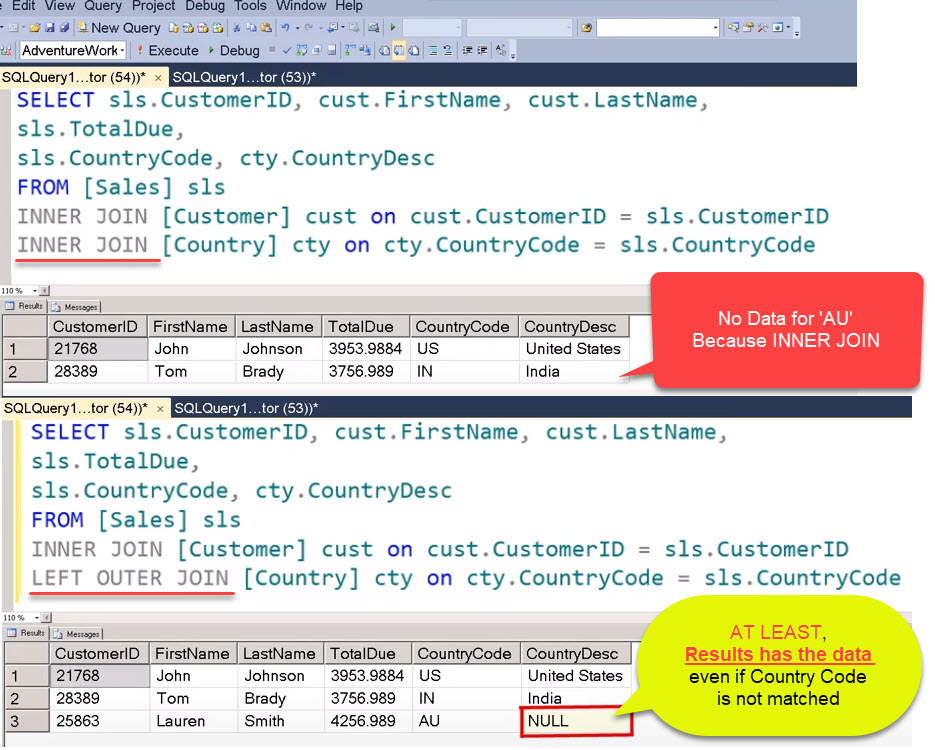 Edit View Query Project Debug Tools Window Help
New Query
AdventureWork Execute Debug
SQLQuery1...tor (54))* × SQLQuery1...tor (53))*
SELECT sls.CustomerID, cust.FirstName, cust.LastName,
sls.TotalDue,
sls.CountryCode, cty.CountryDesc
FROM [Sales] sls
INNER JOIN [Customer] cust on cust.CustomerID = sls.CustomerID
INNER JOIN [Country] cty on cty.CountryCode = sls.CountryCode
110 %
Results Messages
CustomerID FirstName LastName TotalDue CountryCode CountryDesc
1 21768 John Johnson 3953.9884 US United States
2 28389 Tom Brady 3756.989 IN India
No Data for 'AU'
Because INNER JOIN
SQLQuery1...tor (54))* × SQLQuery1...tor (53))*
SELECT sls.CustomerID, cust.FirstName, cust.LastName,
sls.TotalDue,
sls.CountryCode, cty.CountryDesc
FROM [Sales] sls
INNER JOIN [Customer] cust on cust.CustomerID = sls.CustomerID
LEFT OUTER JOIN [Country] cty on cty.CountryCode = sls.CountryCode
110 %
Results Messages
CustomerID FirstName LastName TotalDue CountryCode CountryDesc
1 21768 John Johnson 3953.9884 US United States
2 28389 Tom Brady 3756.989 IN India
3 25863 Lauren Smith 4256.989 AU NULL
AT LEAST,
Results has the data
even if Country Code
is not matched